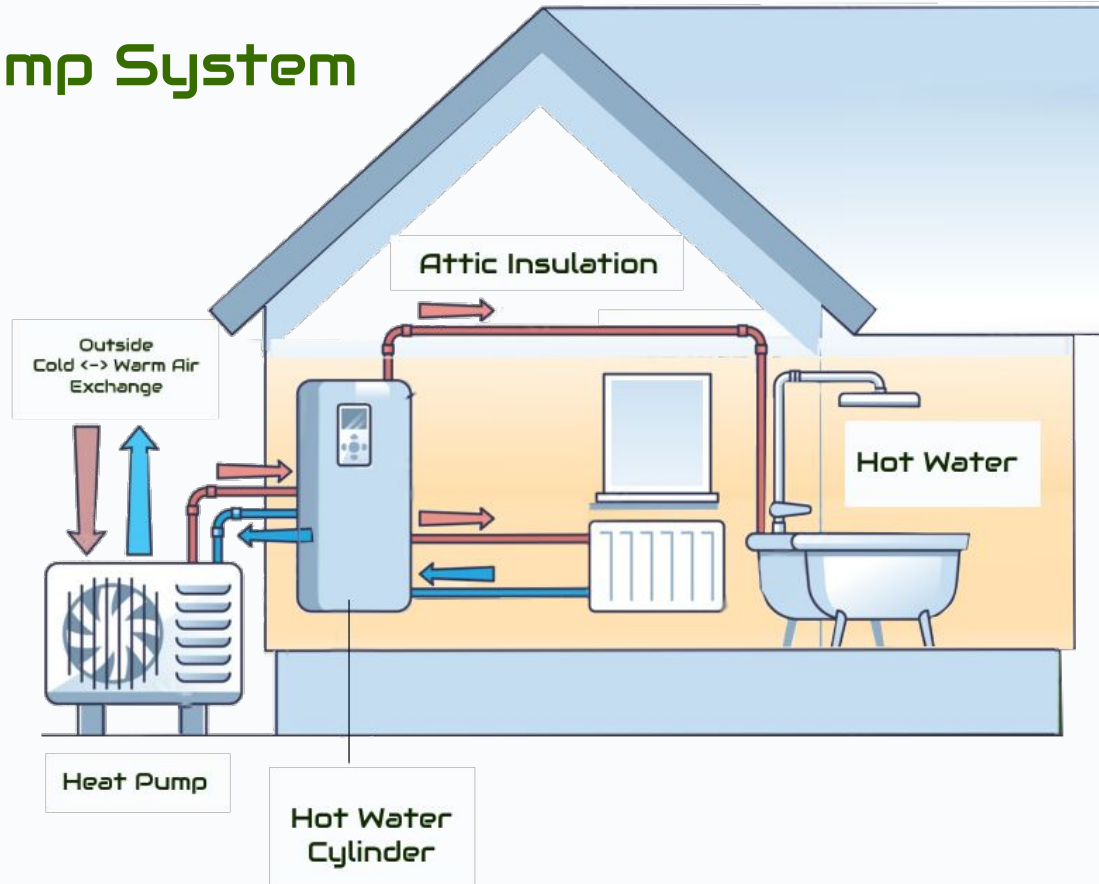 mp System
Attic Insulation
Outside
Cold <-> Warm Air
Exchange
Hot Water
Heat Pump
Hot Water
Cylinder